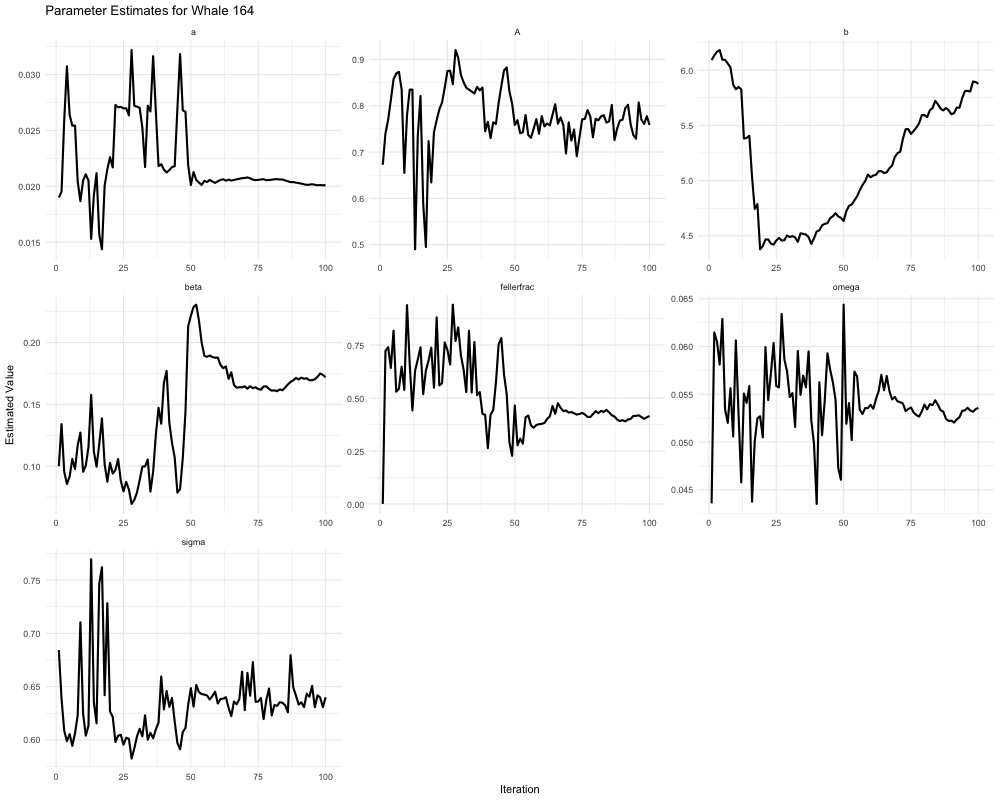 Parameter Estimates for Whale 164
a
A
b
0.030
0.025
0.020
0.015
0.9
0.8
0.7
0.6
0.5
6.0
5.5
5.0
4.5
0 25 50 75 100
0 25 50 75 100
0 25 50 75 100
beta
fellerfrac
omega
0.20
0.15
0.10
0.75
0.50
0.25
0.00
0.065
0.060
0.055
0.050
0.045
0 25 50 75 100
0 25 50 75 100
0 25 50 75 100
sigma
0.75
0.70
0.65
0.60
0 25 50 75 100
Estimated Value
Iteration